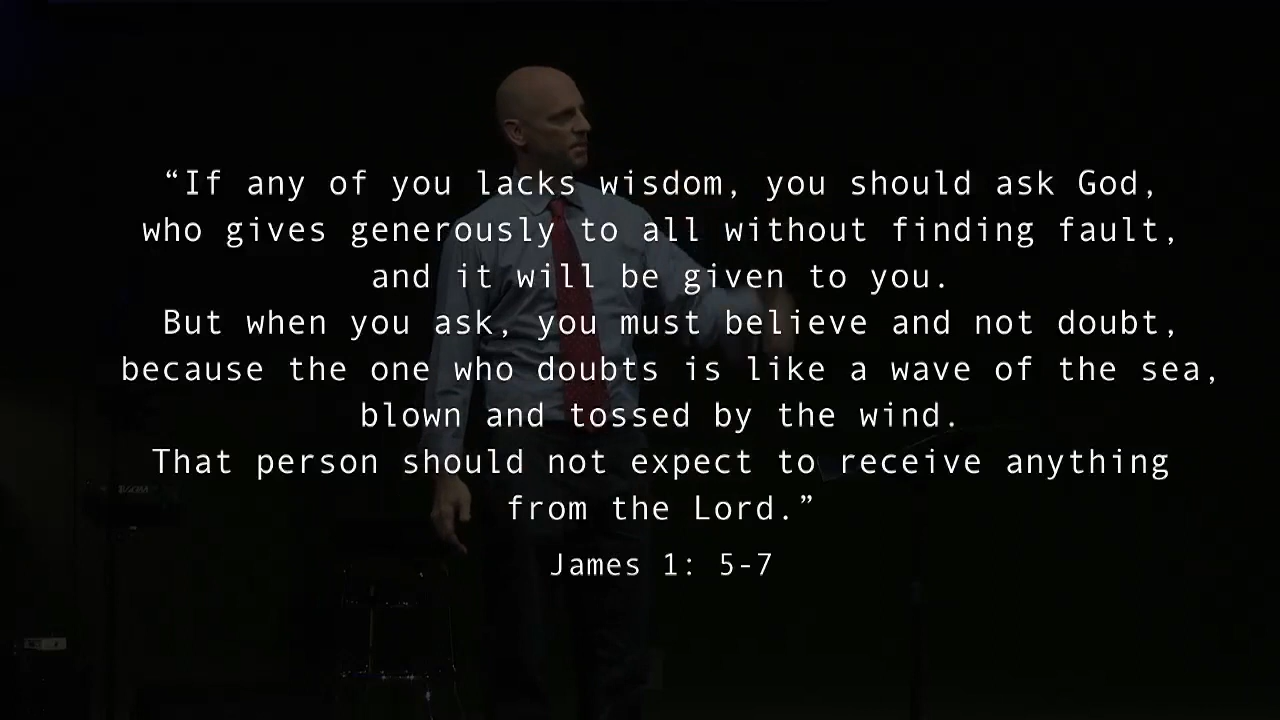 “If any of you lacks wisdom, you should ask God,
who gives generously to all without finding fault,
and it will be given to you.
But when you ask, you must believe and not doubt,
because the one who doubts is like a wave of the sea,
blown and tossed by the wind.
That person should not expect to receive anything
from the Lord.”
James 1: 5-7